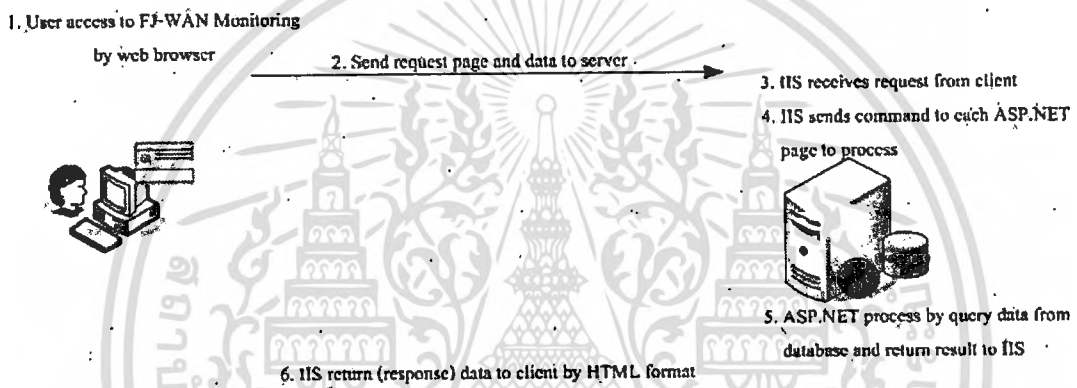 1. User access to FJ-WAN Monitoring
by web browser
2. Send request page and data to server
3. IIS receives request from client
4. IIS sends command to each ASP.NET
page to process
5. ASP.NET process by query data from
database and return result to IIS
6. IIS return (response) data to client by HTML format